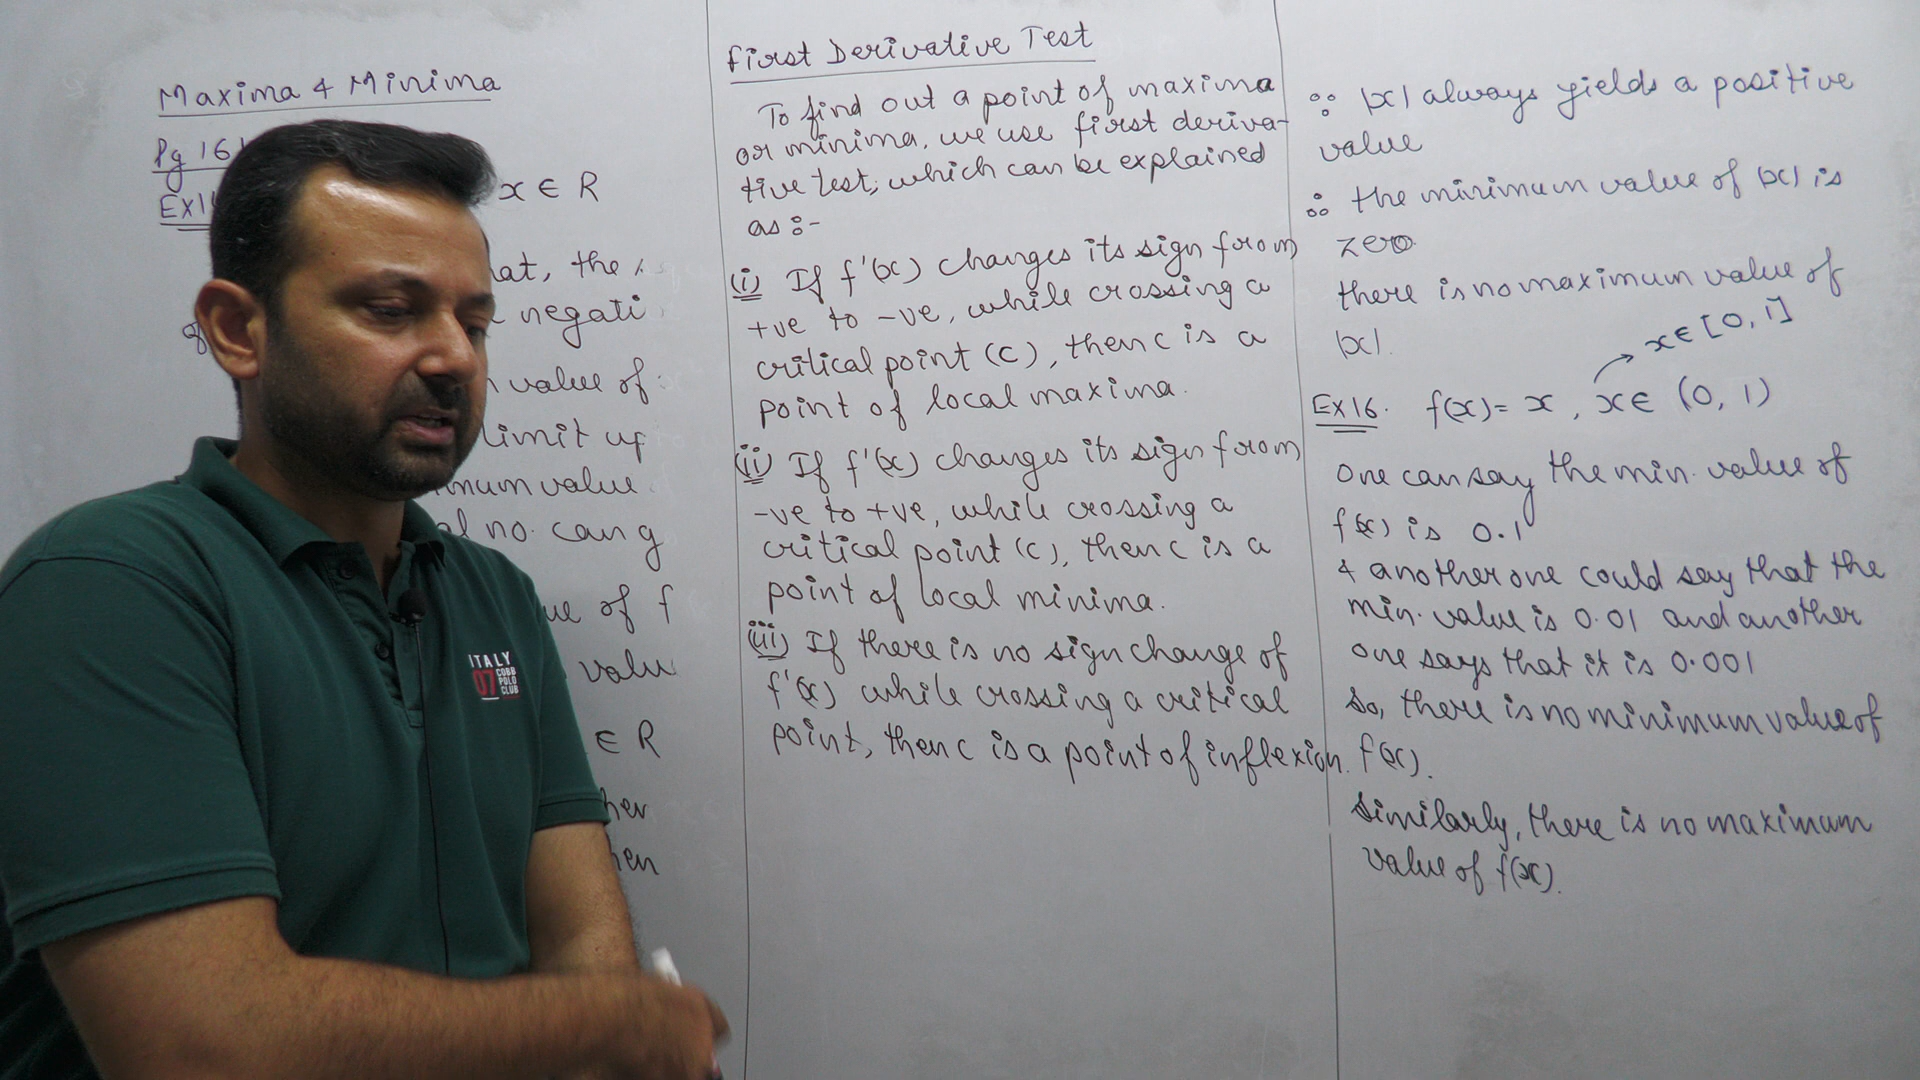 Maxima & Minima
Pg 161
x ∈ R
at, the
negati
value of
limit up
mum value
no. can g
ue of f
valu
∈ R
her
hen
First Derivative Test
To find out a point of maxima
or minima, we use first deriva-
tive test, which can be explained
as :-
(i) If f'(x) changes its sign from
+ve to -ve, while crossing a
critical point (c), then c is a
point of local maxima.
(ii) If f'(x) changes its sign from
-ve to +ve, while crossing a
critical point (c), then c is a
point of local minima.
(iii) If there is no sign change of
f'(x) while crossing a critical
point, then c is a point of inflexion.
∵ |x| always yields a positive
value
∴ the minimum value of |x| is
zero.
there is no maximum value of
|x|.
x ∈ [0, 1]
Ex 16. f(x) = x, x ∈ (0, 1)
One can say the min. value of
f(x) is 0.1
& another one could say that the
min. value is 0.01 and another
one says that it is 0.001
So, there is no minimum value of
f(x).
Similarly, there is no maximum
value of f(x).
ITALY
07 COBB
POLO
CLUB